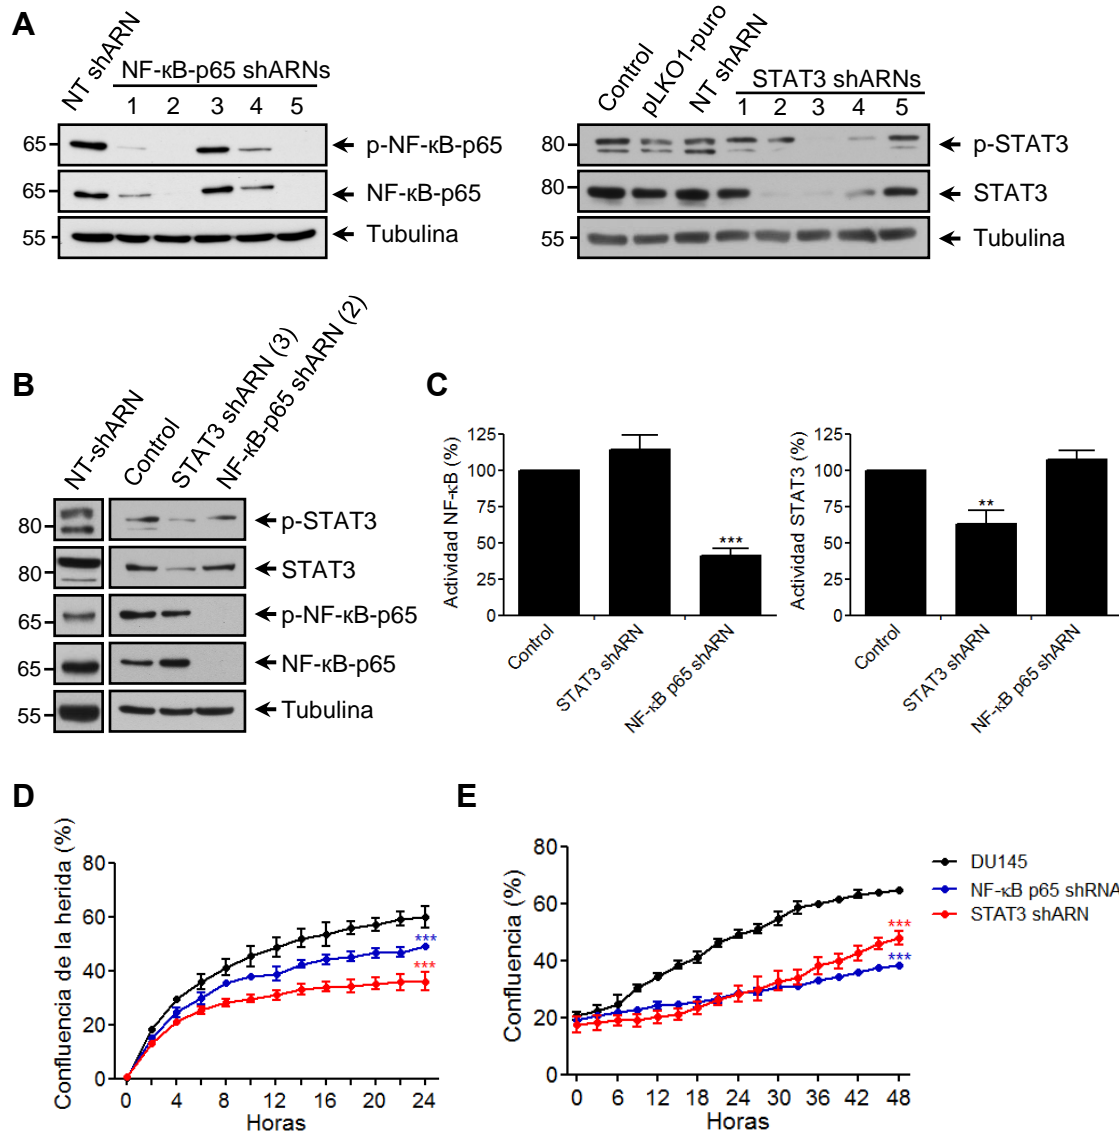 A
NT shARN
NF-κB-p65 shARNs
1 2 3 4 5
65
p-NF-κB-p65
65
NF-κB-p65
55
Tubulina
Control
pLKO1-puro
NT shARN
STAT3 shARNs
1 2 3 4 5
80
p-STAT3
80
STAT3
55
Tubulina
B
NT-shARN
Control
STAT3 shARN (3)
NF-κB-p65 shARN (2)
80
p-STAT3
80
STAT3
65
p-NF-κB-p65
65
NF-κB-p65
55
Tubulina
C
Actividad NF-κB (%)
125
100
75
50
25
0
***
Control
STAT3 shARN
NF-κB p65 shARN
Actividad STAT3 (%)
125
100
75
50
25
0
**
Control
STAT3 shARN
NF-κB p65 shARN
D
Confluencia de la herida (%)
80
60
40
20
0
***
***
0 4 8 12 16 20 24
Horas
E
Confluencia (%)
80
60
40
20
0
***
***
0 6 12 18 24 30 36 42 48
Horas
DU145
NF-κB p65 shRNA
STAT3 shARN